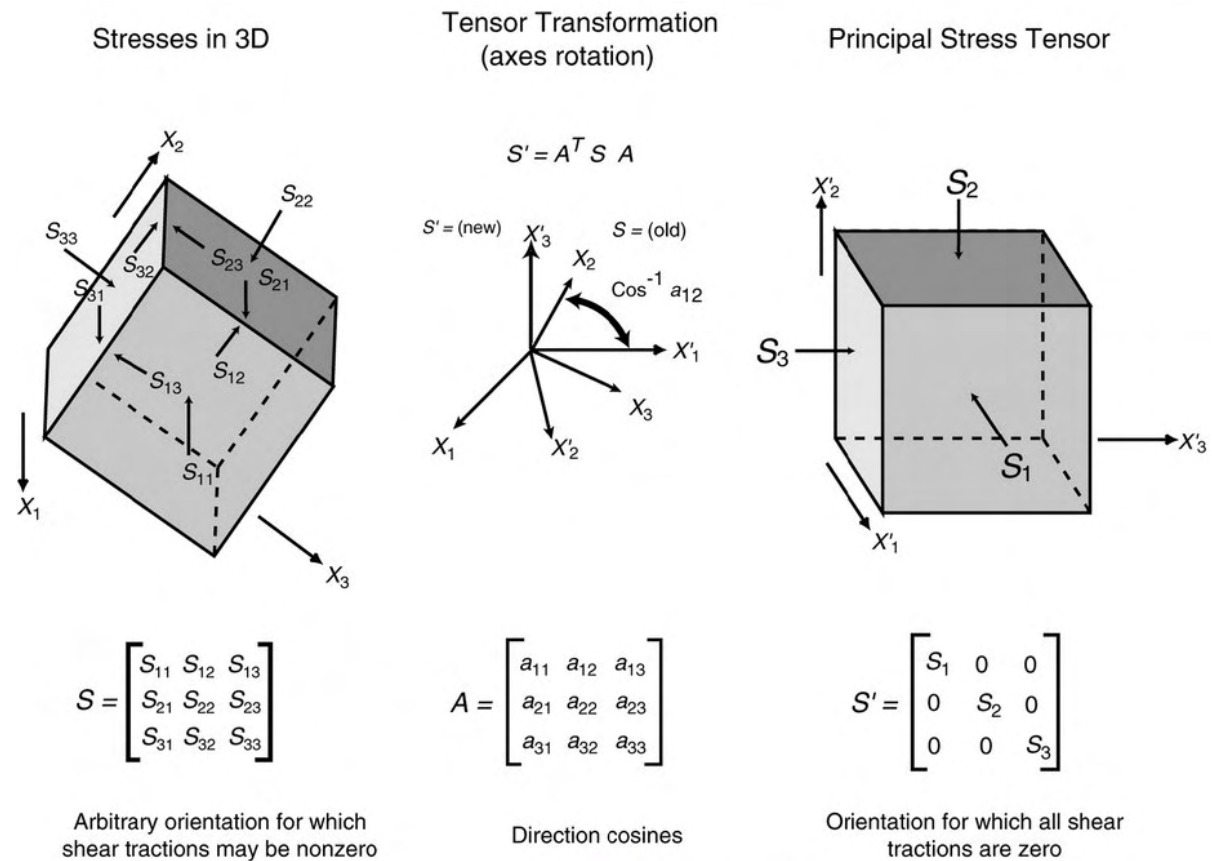 Stresses in 3D
X2
S22
S33
S32
S23
S21
S31
S12
S13
S11
X1
X3
S =
S11 S12 S13
S21 S22 S23
S31 S32 S33
Arbitrary orientation for which
shear tractions may be nonzero
Tensor Transformation
(axes rotation)
S' = A^T S A
S' = (new)
S = (old)
X'3
X2
Cos^-1 a12
X'1
X3
X1
X'2
A =
a11 a12 a13
a21 a22 a23
a31 a32 a33
Direction cosines
Principal Stress Tensor
X'2
S2
S3
S1
X'3
X'1
S' =
S1 0 0
0 S2 0
0 0 S3
Orientation for which all shear
tractions are zero